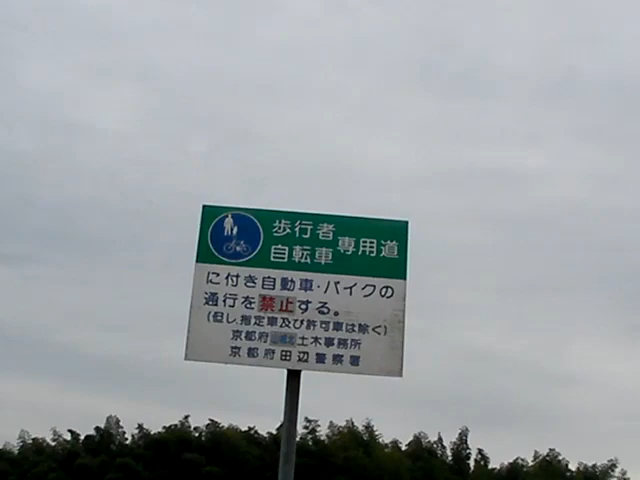 歩行者
自転車 専用道
に付き自動車・バイクの
通行を禁止する。
(但し、指定車及び許可車は除く)
京都府 土木事務所
京都府田辺警察署